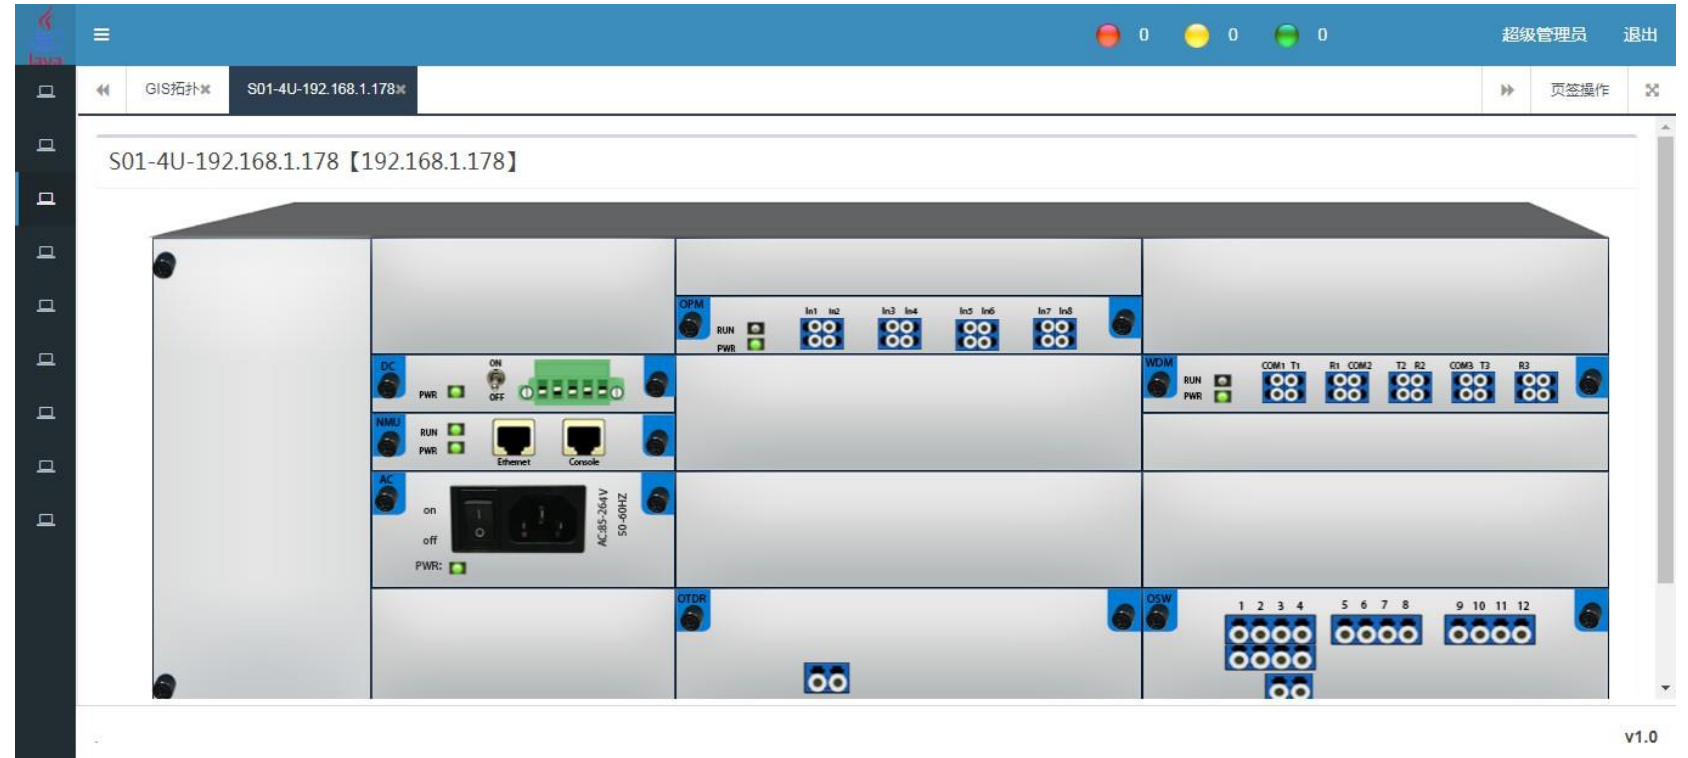 Java
0 0 0 超级管理员 退出
GIS拓扑 S01-4U-192.168.1.178 页签操作
S01-4U-192.168.1.178【192.168.1.178】
OPM
In1 In2 In3 In4 In5 In6 In7 In8
RUN
PWR
DC
ON
PWR
OFF
WDM
COM1 T1 R1 COM2 T2 R2 COM3 T3 R3
RUN
PWR
NMU
RUN
PWR
Ethernet Console
AC
on
off
PWR:
AC:85-264V
50-60HZ
OTDR
OSW
1 2 3 4 5 6 7 8 9 10 11 12
v1.0